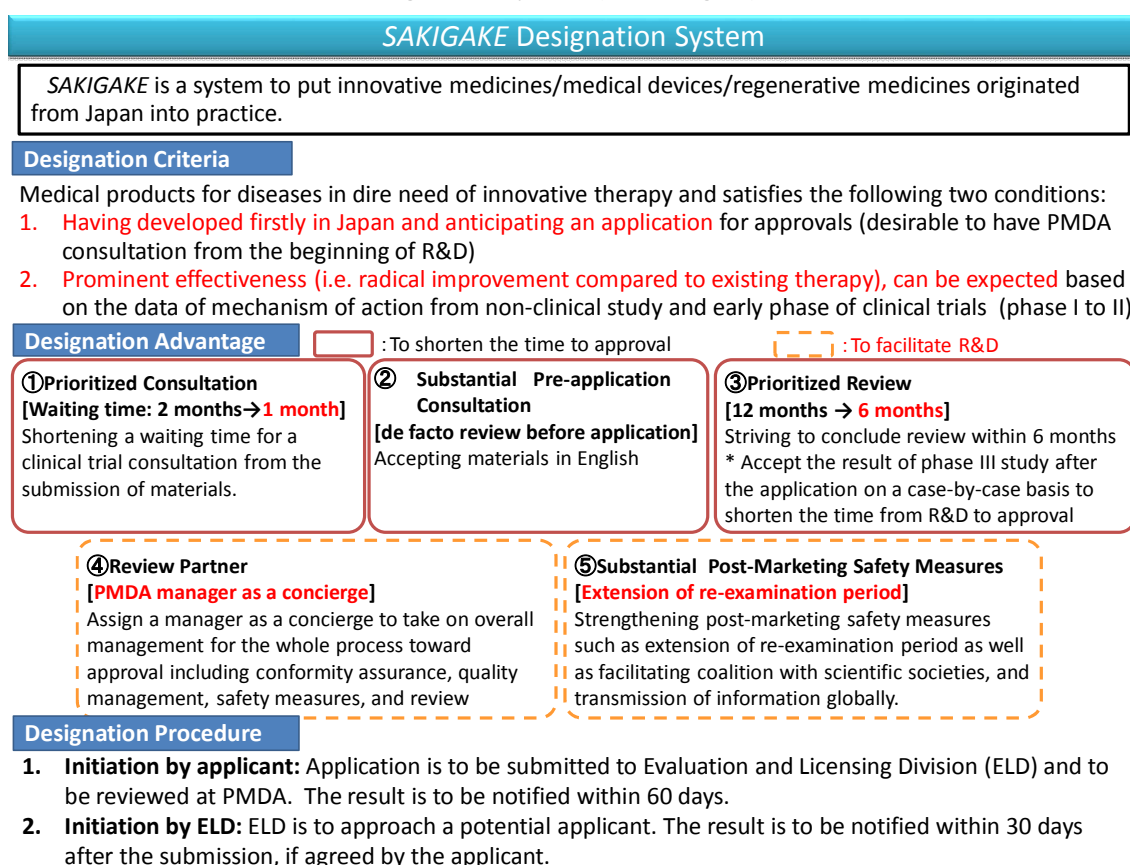 SAKIGAKE Designation System
SAKIGAKE is a system to put innovative medicines/medical devices/regenerative medicines originated
from Japan into practice.
Designation Criteria
Medical products for diseases in dire need of innovative therapy and satisfies the following two conditions:
1. Having developed firstly in Japan and anticipating an application for approvals (desirable to have PMDA
consultation from the beginning of R&D)
2. Prominent effectiveness (i.e. radical improvement compared to existing therapy), can be expected based
on the data of mechanism of action from non-clinical study and early phase of clinical trials (phase I to II)
Designation Advantage
: To shorten the time to approval
: To facilitate R&D
①Prioritized Consultation
[Waiting time: 2 months→1 month]
Shortening a waiting time for a
clinical trial consultation from the
submission of materials.
② Substantial Pre-application
Consultation
[de facto review before application]
Accepting materials in English
③Prioritized Review
[12 months → 6 months]
Striving to conclude review within 6 months
* Accept the result of phase III study after
the application on a case-by-case basis to
shorten the time from R&D to approval
④Review Partner
[PMDA manager as a concierge]
Assign a manager as a concierge to take on overall
management for the whole process toward
approval including conformity assurance, quality
management, safety measures, and review
⑤Substantial Post-Marketing Safety Measures
[Extension of re-examination period]
Strengthening post-marketing safety measures
such as extension of re-examination period as well
as facilitating coalition with scientific societies, and
transmission of information globally.
Designation Procedure
1. Initiation by applicant: Application is to be submitted to Evaluation and Licensing Division (ELD) and to
be reviewed at PMDA. The result is to be notified within 60 days.
2. Initiation by ELD: ELD is to approach a potential applicant. The result is to be notified within 30 days
after the submission, if agreed by the applicant.